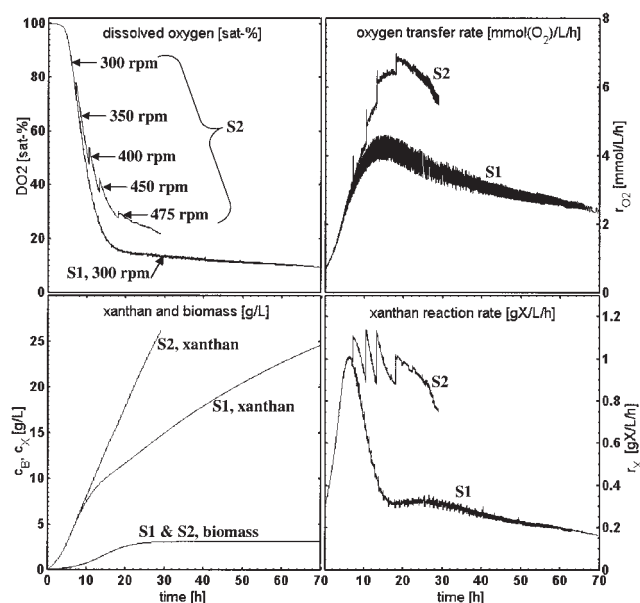 dissolved oxygen [sat-%]
100
80
60
40
20
0
DO2 [sat-%]
300 rpm
350 rpm
400 rpm
450 rpm
475 rpm
S2
S1, 300 rpm
oxygen transfer rate [mmol(O₂)/L/h]
8
6
4
2
0
r_O2 [mmol/L/h]
S2
S1
xanthan and biomass [g/L]
25
20
15
10
5
0
c_B, c_X [g/L]
S2, xanthan
S1, xanthan
S1 & S2, biomass
0 10 20 30 40 50 60 70
time [h]
xanthan reaction rate [gX/L/h]
1.2
1
0.8
0.6
0.4
0.2
0
r_X [gX/L/h]
S2
S1
0 10 20 30 40 50 60 70
time [h]